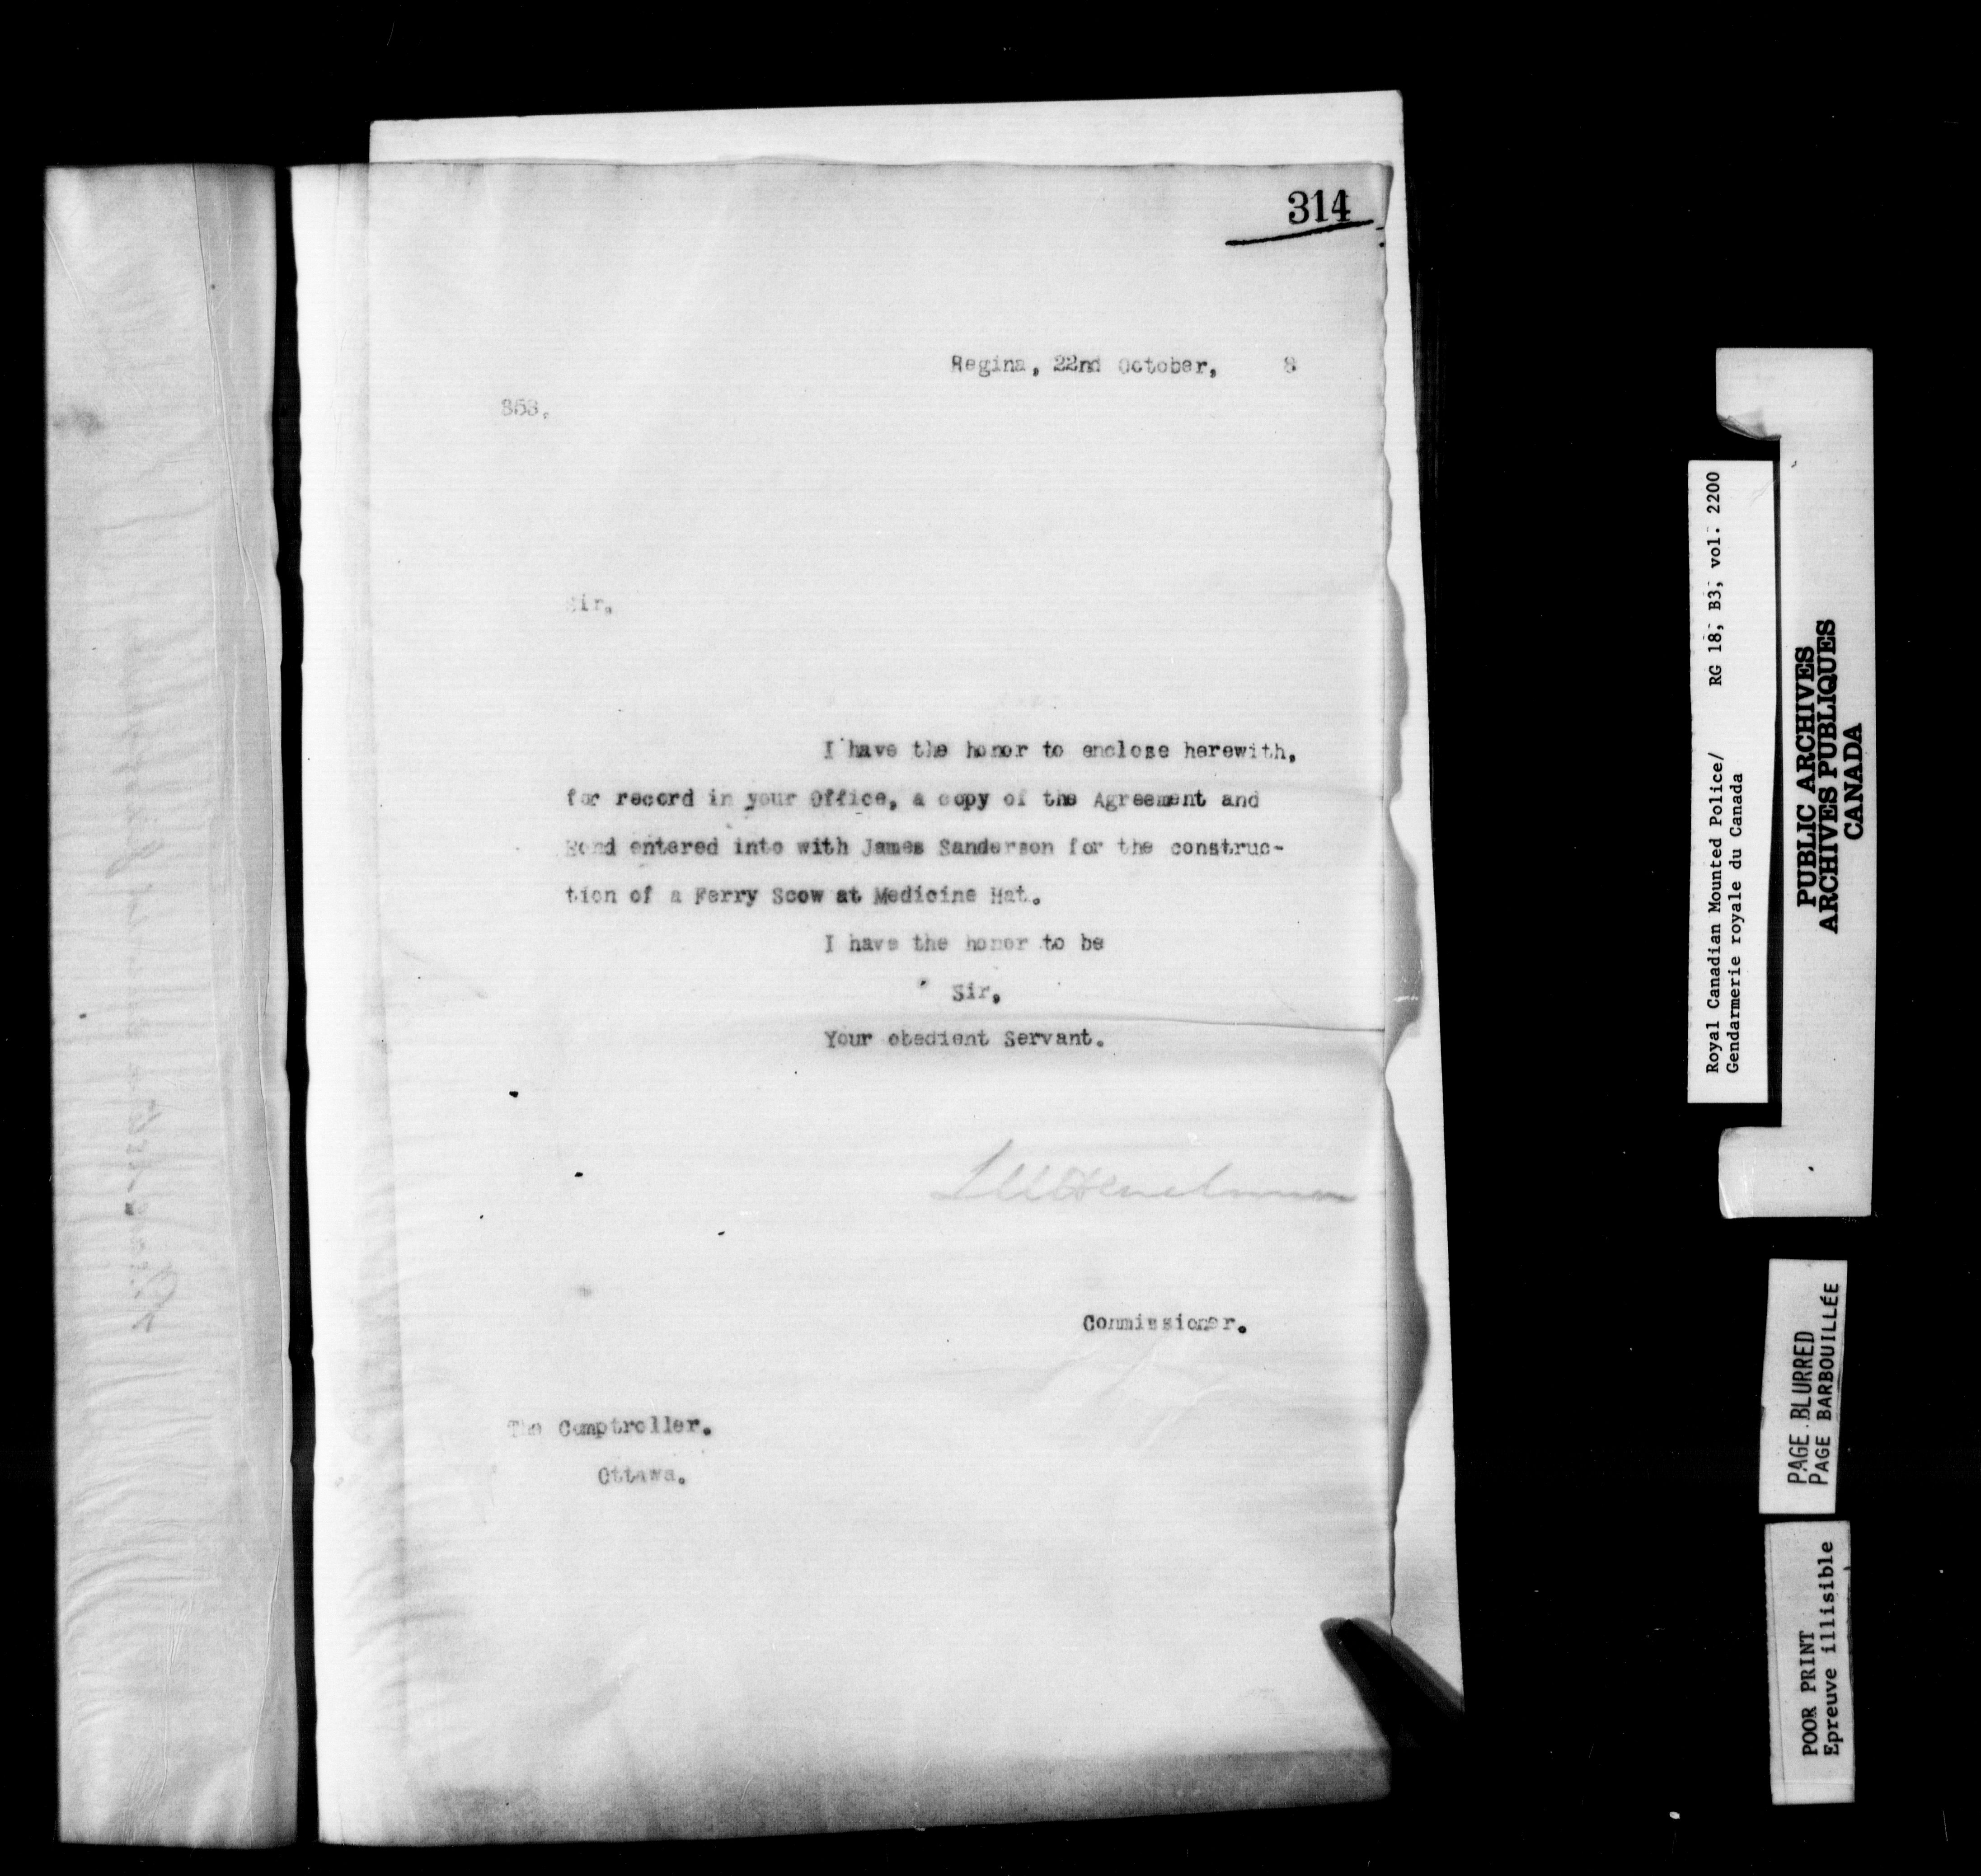 314
Regina, 22nd October, 8
353.
Sir,
I have the honor to enclose herewith,
for record in your Office, a copy of the Agreement and
Bond entered into with James Sanderson for the construc-
tion of a Ferry Scow at Medicine Hat.
I have the honor to be
Sir,
Your obedient Servant.
Commissioner.
The Comptroller.
Ottawa.
Royal Canadian Mounted Police/ RG 18, B3, vol. 2200
Gendarmerie royale du Canada
PUBLIC ARCHIVES
ARCHIVES PUBLIQUES
CANADA
PAGE BLURRED
PAGE BARBOUILLÉE
POOR PRINT
Epreuve illisible